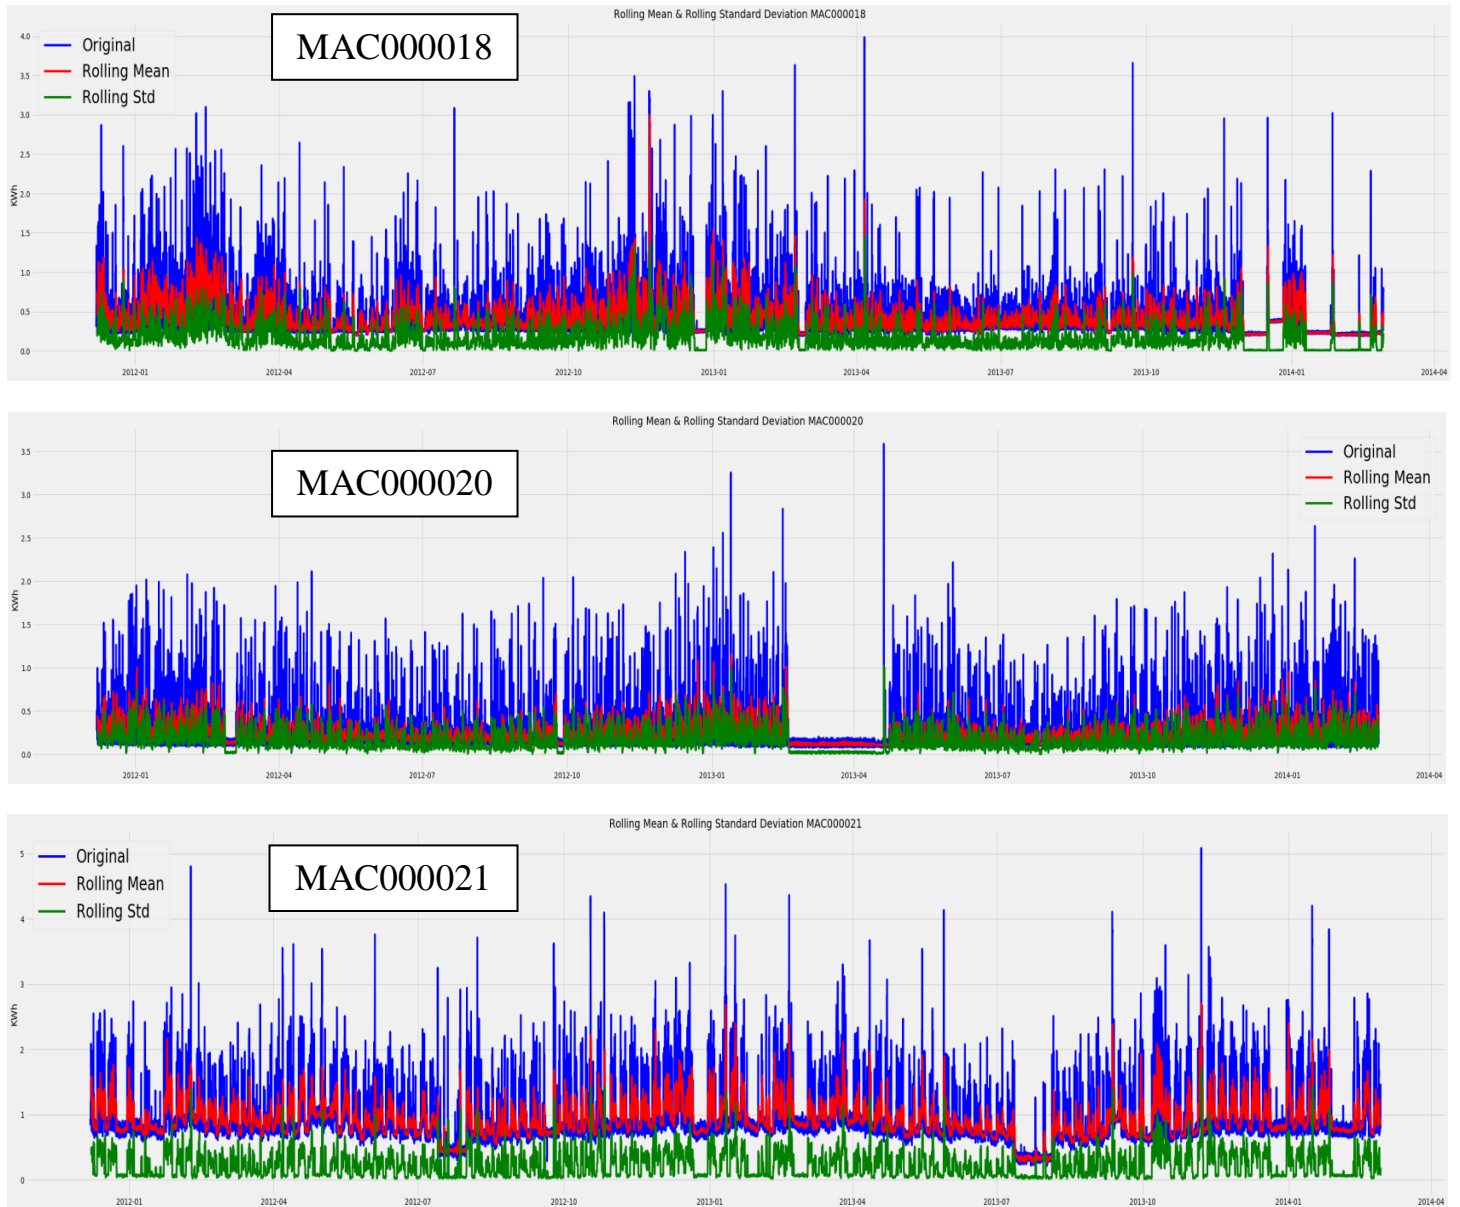 Rolling Mean & Rolling Standard Deviation MAC000018
MAC000018
Original
Rolling Mean
Rolling Std
KWh
4.0
3.5
3.0
2.5
2.0
1.5
1.0
0.5
0.0
2012-01 2012-04 2012-07 2012-10 2013-01 2013-04 2013-07 2013-10 2014-01 2014-04
Rolling Mean & Rolling Standard Deviation MAC000020
MAC000020
Original
Rolling Mean
Rolling Std
KWh
3.5
3.0
2.5
2.0
1.5
1.0
0.5
0.0
2012-01 2012-04 2012-07 2012-10 2013-01 2013-04 2013-07 2013-10 2014-01 2014-04
Rolling Mean & Rolling Standard Deviation MAC000021
MAC000021
Original
Rolling Mean
Rolling Std
KWh
5
4
3
2
1
0
2012-01 2012-04 2012-07 2012-10 2013-01 2013-04 2013-07 2013-10 2014-01 2014-04